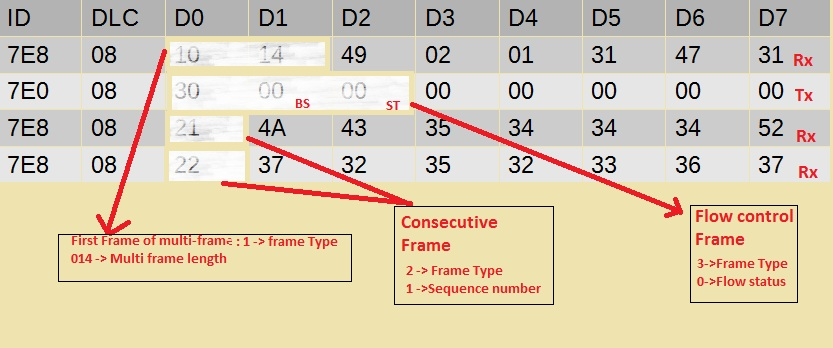 ID DLC D0 D1 D2 D3 D4 D5 D6 D7
7E8 08 10 14 49 02 01 31 47 31 Rx
7E0 08 30 00 BS 00 ST 00 00 00 00 00 Tx
7E8 08 21 4A 43 35 34 34 34 52 Rx
7E8 08 22 37 32 35 32 33 36 37 Rx
First Frame of multi-frame : 1 -> frame Type
014 -> Multi frame length
Consecutive
Frame
2 -> Frame Type
1 ->Sequence number
Flow control
Frame
3->Frame Type
0->Flow status